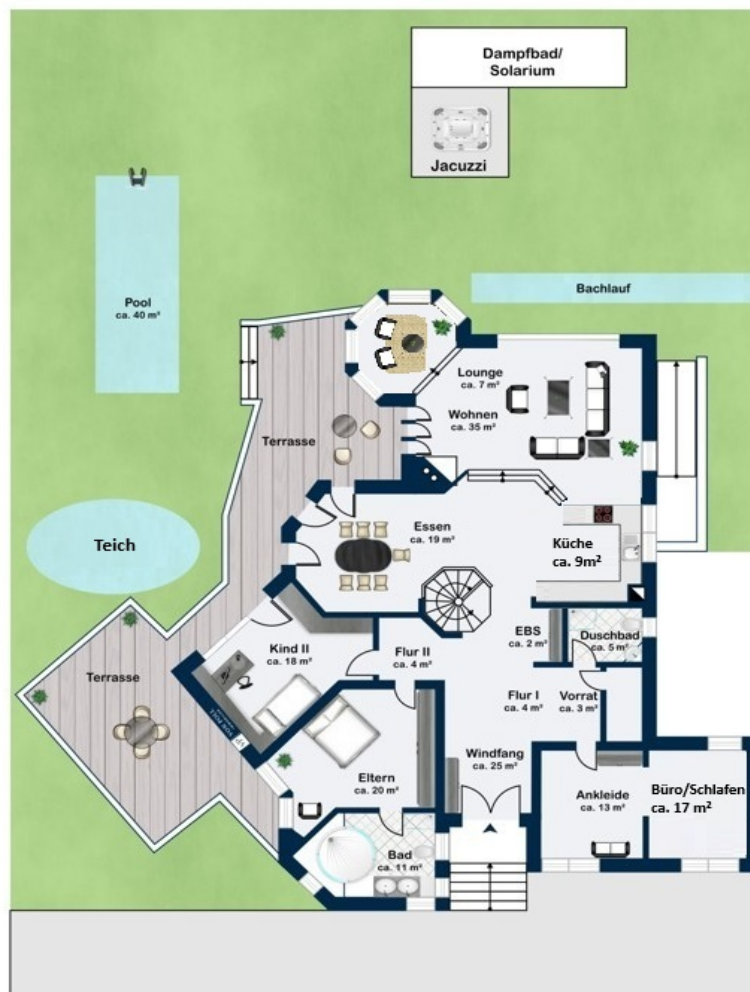 Dampfbad/
Solarium
Jacuzzi
Pool
ca. 40 m²
Bachlauf
Lounge
ca. 7 m²
Wohnen
ca. 35 m²
Terrasse
Essen
ca. 19 m²
Küche
ca. 9m²
Teich
EBS
ca. 2 m²
Duschbad
ca. 5 m²
Kind II
ca. 18 m²
Flur II
ca. 4 m²
Terrasse
Flur I
ca. 4 m²
Vorrat
ca. 3 m²
VON POLL
Windfang
ca. 25 m²
Eltern
ca. 20 m²
Ankleide
ca. 13 m²
Büro/Schlafen
ca. 17 m²
Bad
ca. 11 m²